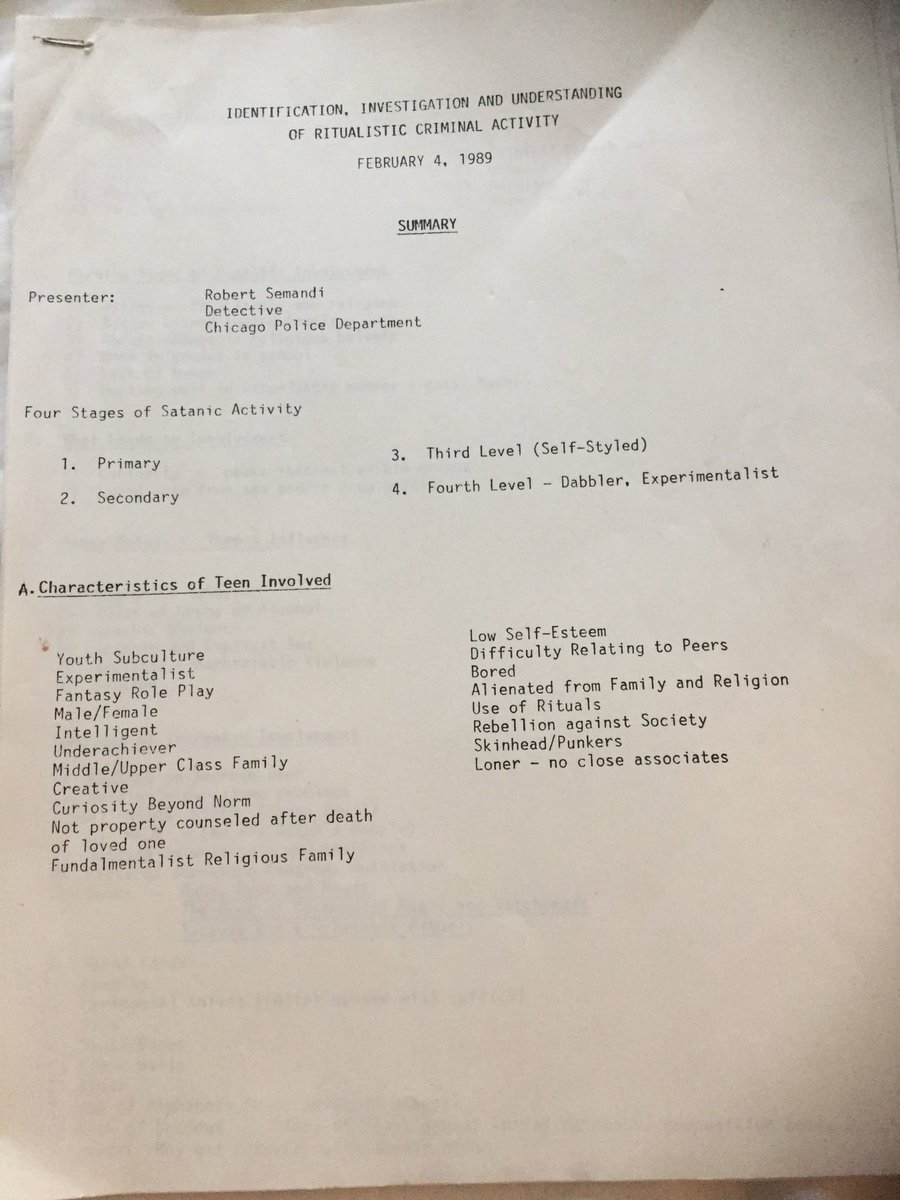 IDENTIFICATION, INVESTIGATION AND UNDERSTANDING
OF RITUALISTIC CRIMINAL ACTIVITY
FEBRUARY 4, 1989
SUMMARY
Presenter: Robert Semandi
Detective
Chicago Police Department
Four Stages of Satanic Activity
1. Primary
2. Secondary
3. Third Level (Self-Styled)
4. Fourth Level - Dabbler, Experimentalist
A. Characteristics of Teen Involved
Youth Subculture
Experimentalist
Fantasy Role Play
Male/Female
Intelligent
Underachiever
Middle/Upper Class Family
Creative
Curiosity Beyond Norm
Not property counseled after death
of loved one
Fundalmentalist Religious Family
Low Self-Esteem
Difficulty Relating to Peers
Bored
Alienated from Family and Religion
Use of Rituals
Rebellion against Society
Skinhead/Punkers
Loner - no close associates